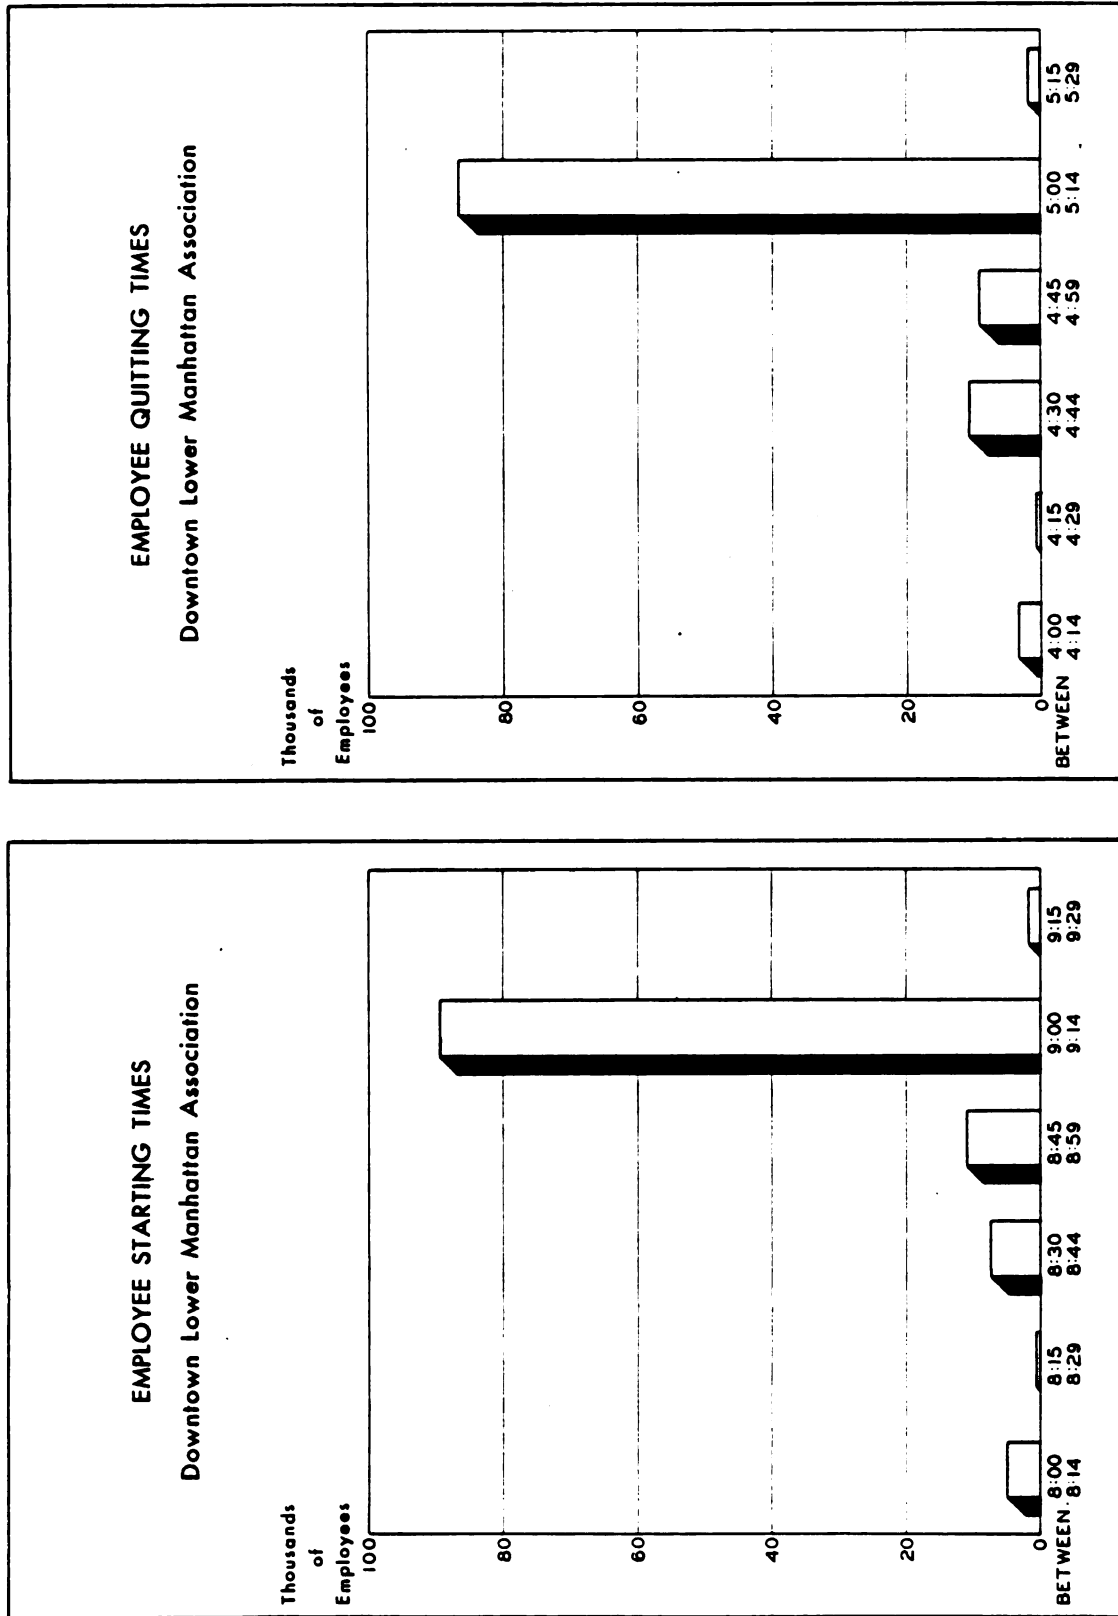 EMPLOYEE STARTING TIMES
Downtown Lower Manhattan Association
Thousands
of
Employees
100
80
60
40
20
0
BETWEEN 8:00 8:15 8:30 8:45 9:00 9:15
8:14 8:29 8:44 8:59 9:14 9:29
EMPLOYEE QUITTING TIMES
Downtown Lower Manhattan Association
Thousands
of
Employees
100
80
60
40
20
0
BETWEEN 4:00 4:15 4:30 4:45 5:00 5:15
4:14 4:29 4:44 4:59 5:14 5:29